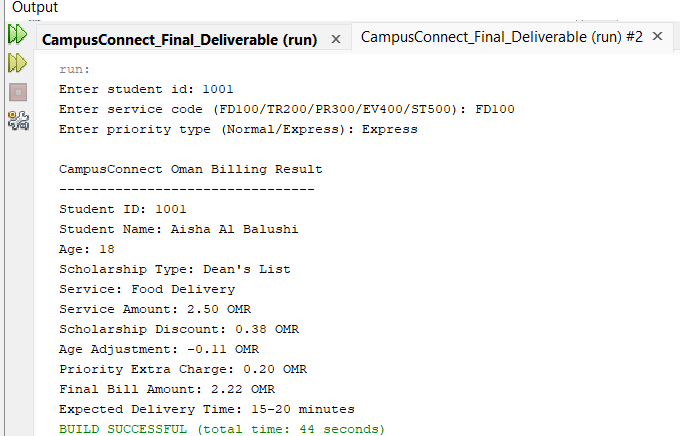 Output
CampusConnect_Final_Deliverable (run) × CampusConnect_Final_Deliverable (run) #2 ×
run:
Enter student id: 1001
Enter service code (FD100/TR200/PR300/EV400/ST500): FD100
Enter priority type (Normal/Express): Express
CampusConnect Oman Billing Result
--------------------------------
Student ID: 1001
Student Name: Aisha Al Balushi
Age: 18
Scholarship Type: Dean's List
Service: Food Delivery
Service Amount: 2.50 OMR
Scholarship Discount: 0.38 OMR
Age Adjustment: -0.11 OMR
Priority Extra Charge: 0.20 OMR
Final Bill Amount: 2.22 OMR
Expected Delivery Time: 15-20 minutes
BUILD SUCCESSFUL (total time: 44 seconds)